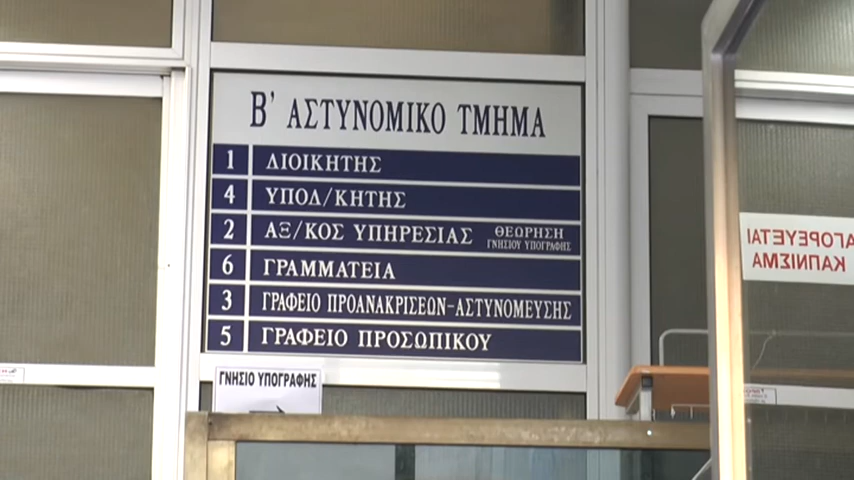 Β' ΑΣΤΥΝΟΜΙΚΟ ΤΜΗΜΑ
1 ΔΙΟΙΚΗΤΗΣ
4 ΥΠΟΔ/ΚΗΤΗΣ
2 ΑΞ/ΚΟΣ ΥΠΗΡΕΣΙΑΣ ΘΕΩΡΗΣΗ
ΓΝΗΣΙΟΥ ΥΠΟΓΡΑΦΗΣ
6 ΓΡΑΜΜΑΤΕΙΑ
3 ΓΡΑΦΕΙΟ ΠΡΟΑΝΑΚΡΙΣΕΩΝ-ΑΣΤΥΝΟΜΕΥΣΗΣ
5 ΓΡΑΦΕΙΟ ΠΡΟΣΩΠΙΚΟΥ
ΓΝΗΣΙΟ ΥΠΟΓΡΑΦΗΣ
ΑΓΟΡΕΥΕΤΑΙ
ΚΑΠΝΙΣΜΑ